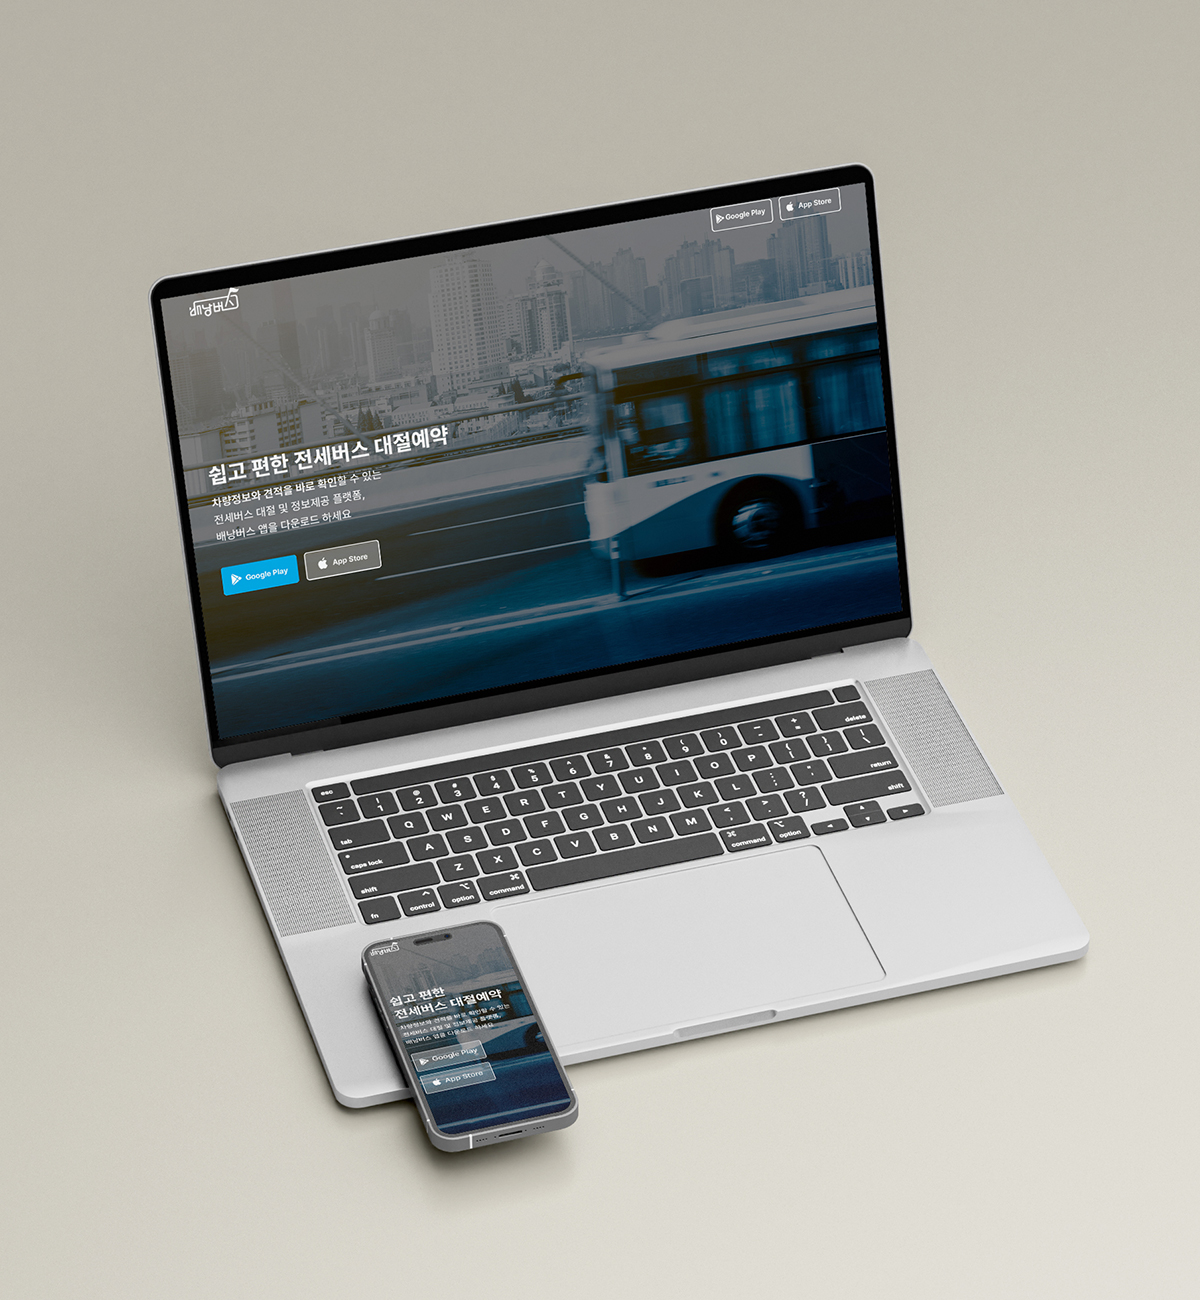 Google Play
App Store
배낭버스
쉽고 편한 전세버스 대절예약
차량정보와 견적을 바로 확인할 수 있는
전세버스 대절 및 정보제공 플랫폼,
배낭버스 앱을 다운로드 하세요
Google Play
App Store
esc
~
! 1
@ 2
# 3
$ 4
% 5
^ 6
& 7
* 8
( 9
) 0
_ -
+ =
delete
tab
Q W E R T Y U I O P { [ } ] | \
caps lock
A S D F G H J K L : ; " '
return
shift
Z X C V B N M < , > . ? /
shift
fn
control
option
⌘ command
⌘ command
option
배낭버스
쉽고 편한
전세버스 대절예약
차량정보와 견적을 바로 확인할 수 있는
전세버스 대절 및 정보제공 플랫폼,
배낭버스 앱을 다운로드 하세요
Google Play
App Store